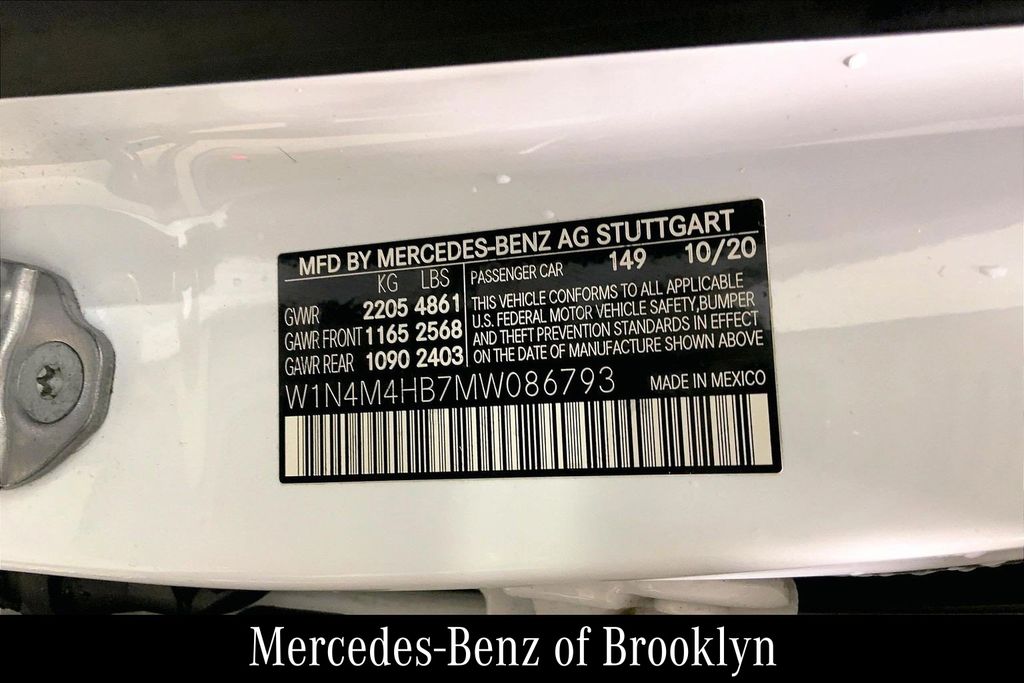 MFD BY MERCEDES-BENZ AG STUTTGART
KG LBS
GVWR 2205 4861
GAWR FRONT 1165 2568
GAWR REAR 1090 2403
PASSENGER CAR 149 10/20
THIS VEHICLE CONFORMS TO ALL APPLICABLE
U.S. FEDERAL MOTOR VEHICLE SAFETY,BUMPER
AND THEFT PREVENTION STANDARDS IN EFFECT
ON THE DATE OF MANUFACTURE SHOWN ABOVE
W1N4M4HB7MW086793 MADE IN MEXICO
Mercedes-Benz of Brooklyn